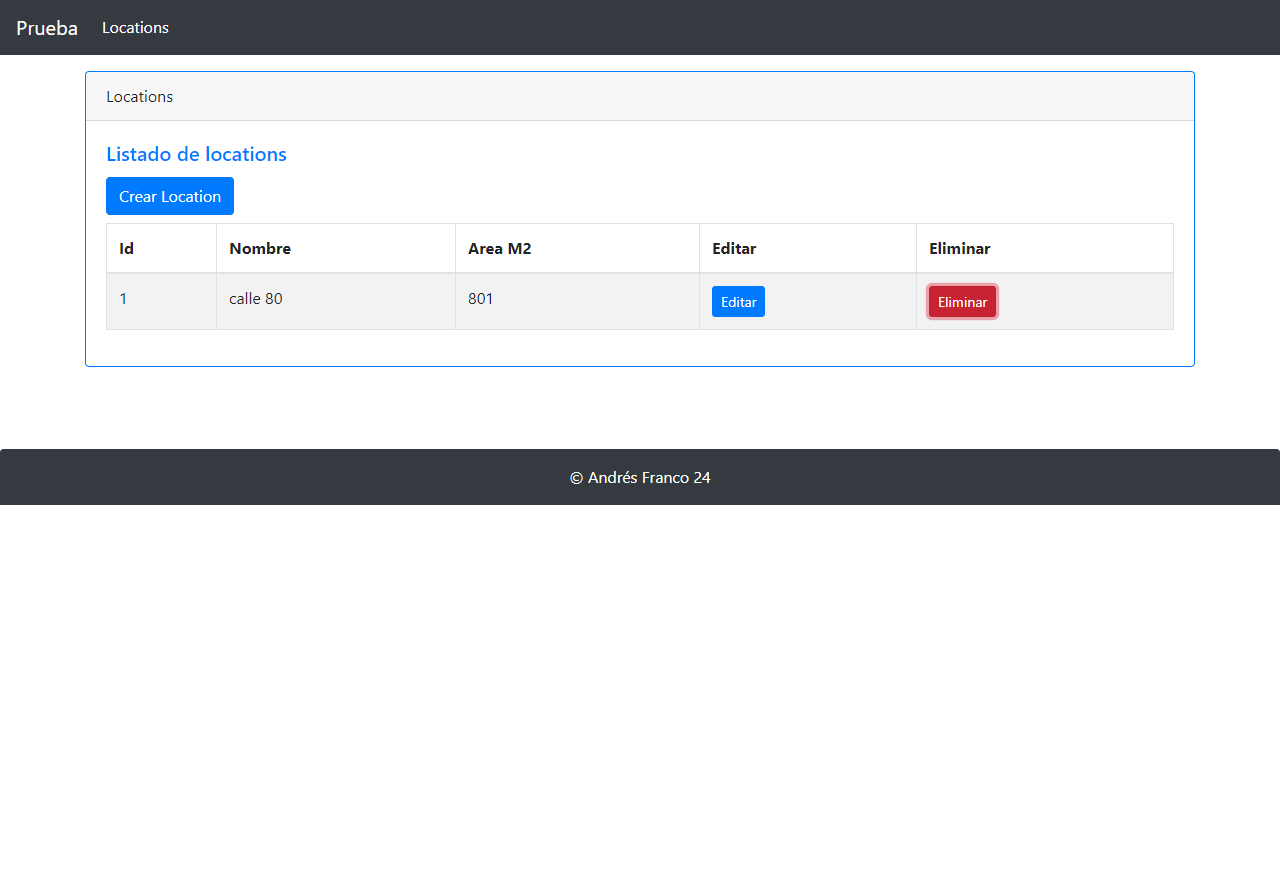 Prueba Locations
Locations
Listado de locations
Crear Location
Id Nombre Area M2 Editar Eliminar
1 calle 80 801 Editar Eliminar
© Andrés Franco 24